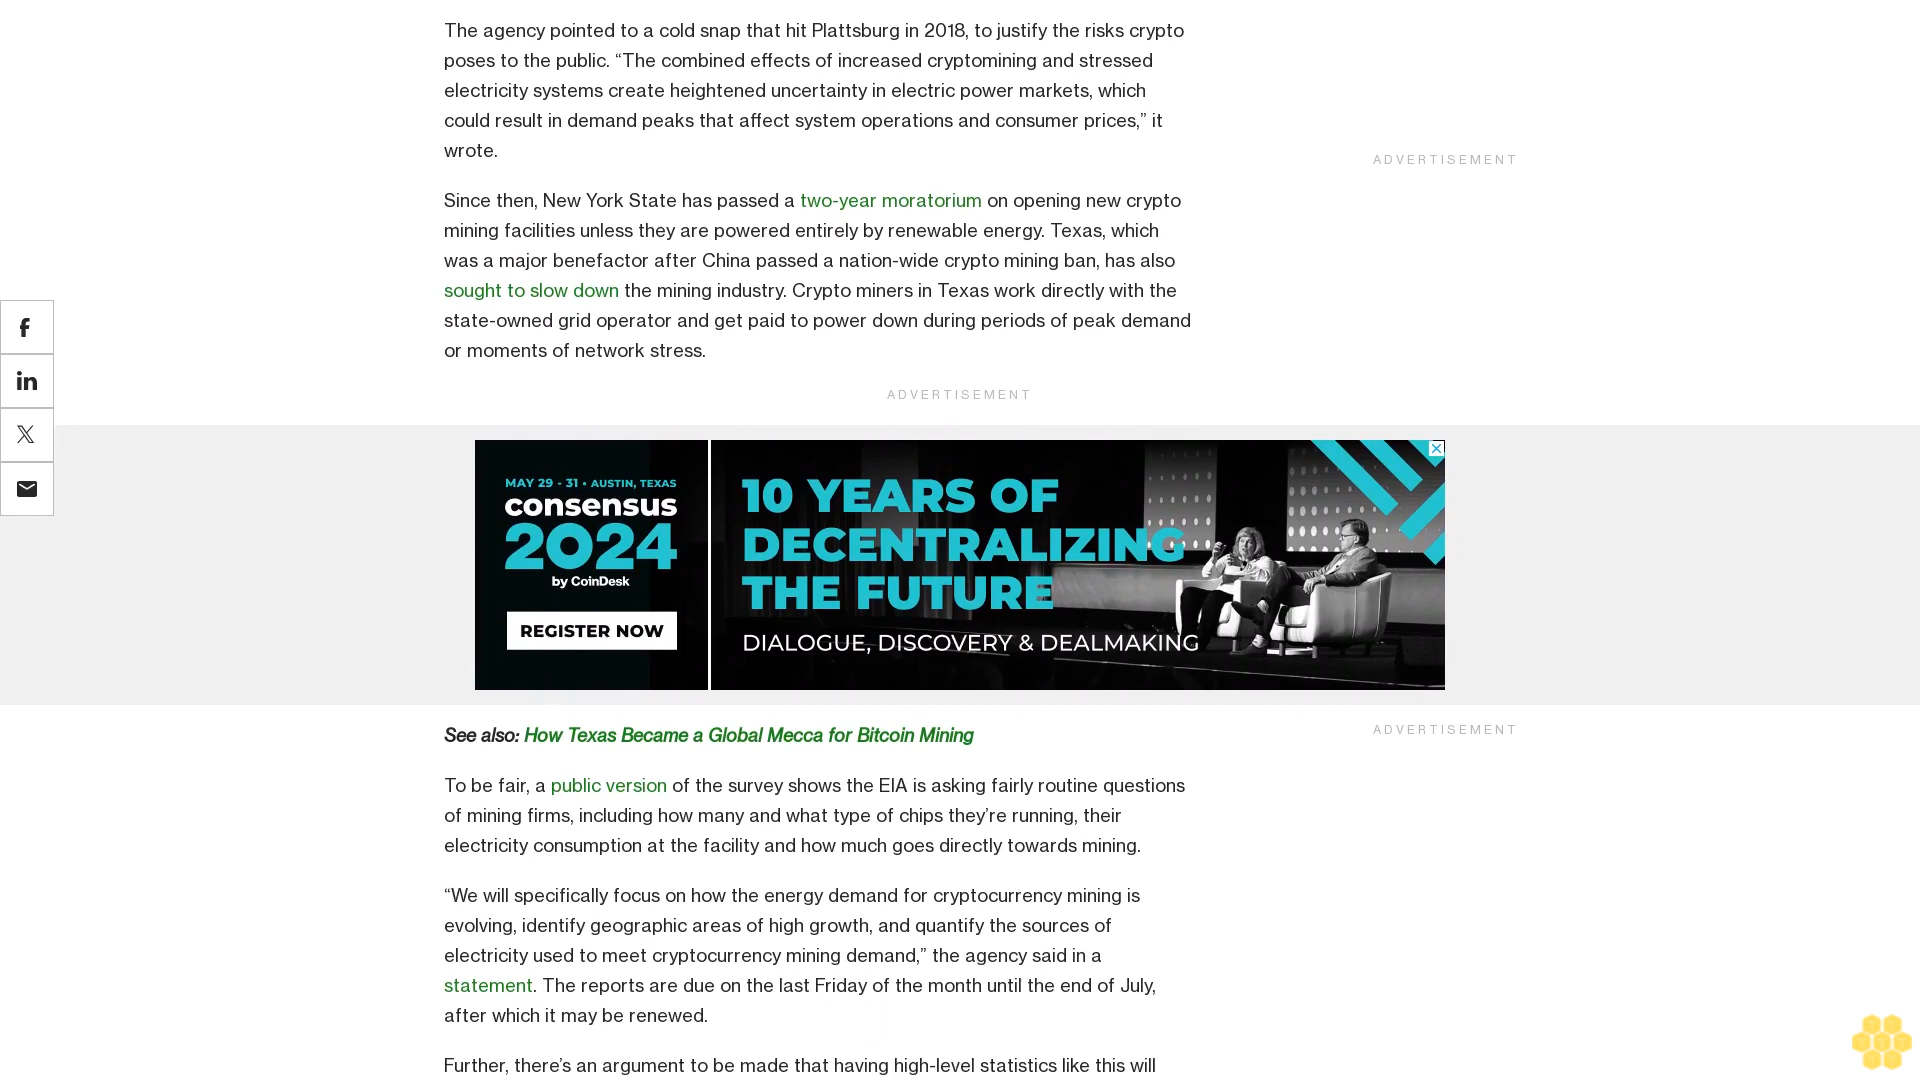 The agency pointed to a cold snap that hit Plattsburg in 2018, to justify the risks crypto
poses to the public. “The combined effects of increased cryptomining and stressed
electricity systems create heightened uncertainty in electric power markets, which
could result in demand peaks that affect system operations and consumer prices,” it
wrote.
ADVERTISEMENT
Since then, New York State has passed a two-year moratorium on opening new crypto
mining facilities unless they are powered entirely by renewable energy. Texas, which
was a major benefactor after China passed a nation-wide crypto mining ban, has also
sought to slow down the mining industry. Crypto miners in Texas work directly with the
state-owned grid operator and get paid to power down during periods of peak demand
or moments of network stress.
ADVERTISEMENT
MAY 29 - 31 • AUSTIN, TEXAS
consensus
2024
by CoinDesk
REGISTER NOW
10 YEARS OF
DECENTRALIZING
THE FUTURE
DIALOGUE, DISCOVERY & DEALMAKING
See also: How Texas Became a Global Mecca for Bitcoin Mining
ADVERTISEMENT
To be fair, a public version of the survey shows the EIA is asking fairly routine questions
of mining firms, including how many and what type of chips they’re running, their
electricity consumption at the facility and how much goes directly towards mining.
“We will specifically focus on how the energy demand for cryptocurrency mining is
evolving, identify geographic areas of high growth, and quantify the sources of
electricity used to meet cryptocurrency mining demand,” the agency said in a
statement. The reports are due on the last Friday of the month until the end of July,
after which it may be renewed.
Further, there’s an argument to be made that having high-level statistics like this will